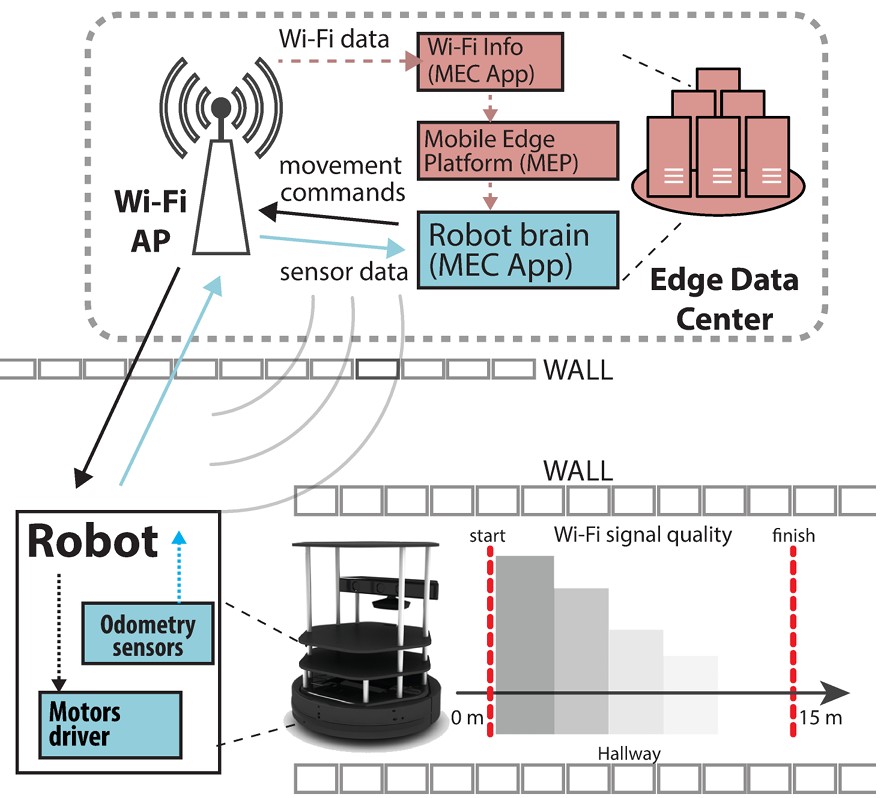 Wi-Fi data
Wi-Fi Info
(MEC App)
Mobile Edge
Platform (MEP)
movement
commands
Wi-Fi
AP
Robot brain
(MEC App)
sensor data
Edge Data
Center
WALL
WALL
Robot
Odometry
sensors
Motors
driver
start
Wi-Fi signal quality
finish
0 m
15 m
Hallway